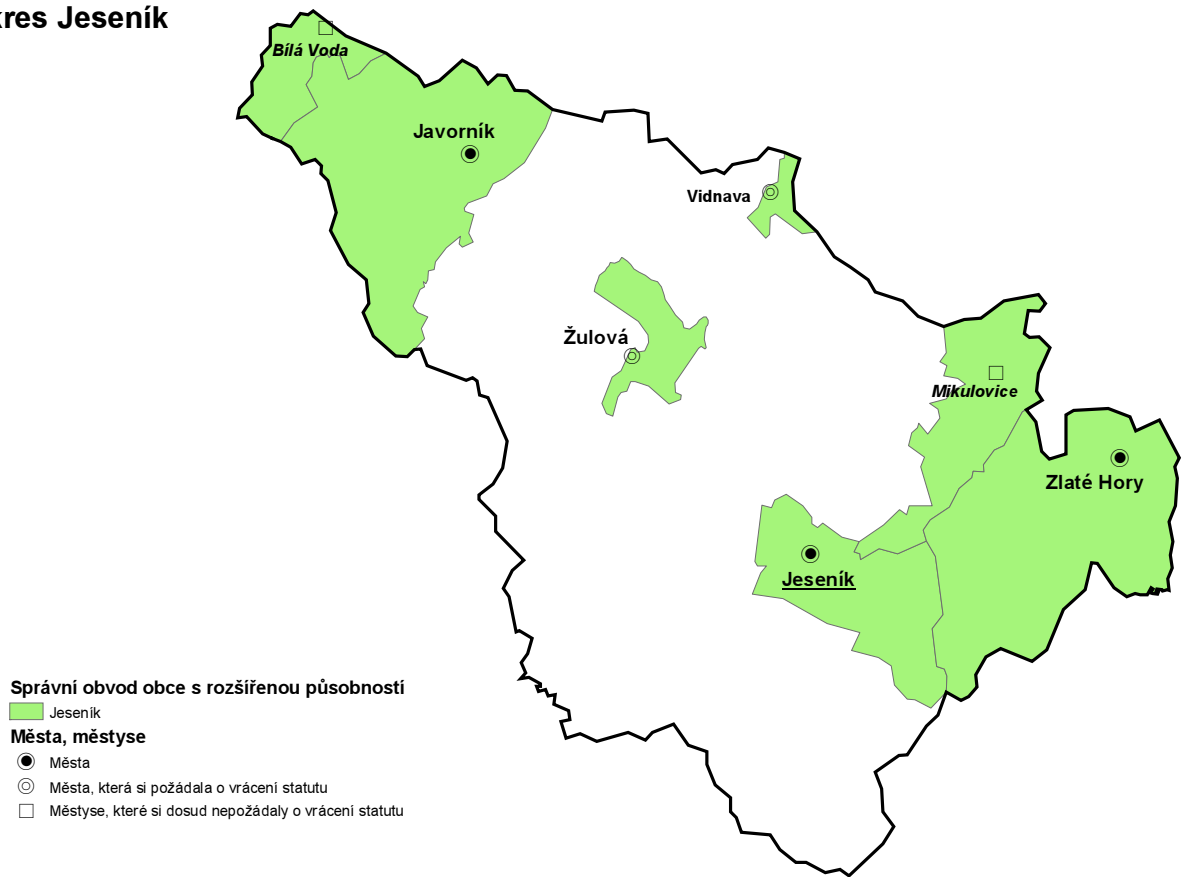 kres Jeseník
Bílá Voda
Javorník
Vidnava
Žulová
Mikulovice
Zlaté Hory
Jeseník
Správní obvod obce s rozšířenou působností
Jeseník
Města, městyse
Města
Města, která si požádala o vrácení statutu
Městyse, které si dosud nepožádaly o vrácení statutu